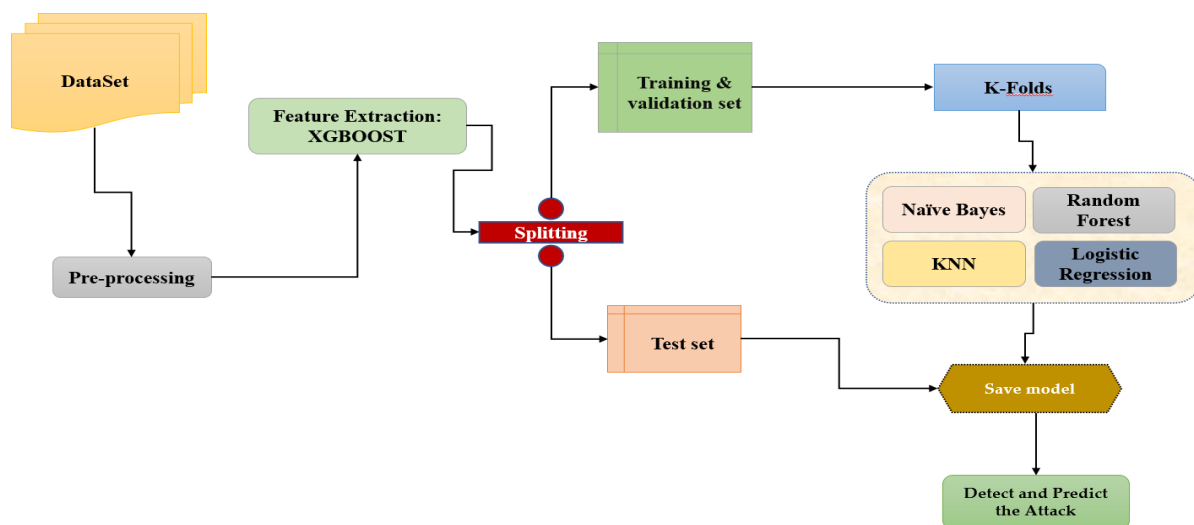 DataSet
Pre-processing
Feature Extraction:
XGBOOST
Splitting
Training &
validation set
Test set
K-Folds
Naïve Bayes
Random
Forest
KNN
Logistic
Regression
Save model
Detect and Predict
the Attack